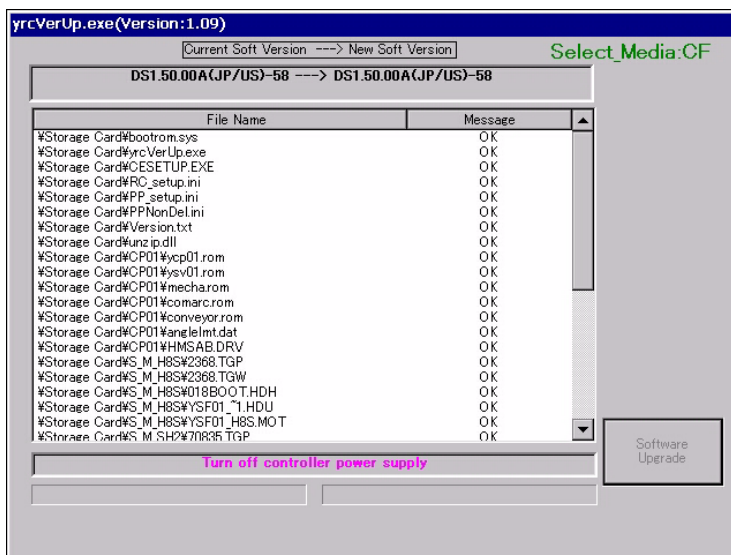 yrcVerUp.exe(Version:1.09)
Current Soft Version ---> New Soft Version
Select_Media:CF
DS1.50.00A(JP/US)-58 ---> DS1.50.00A(JP/US)-58
File Name Message
¥Storage Card¥bootrom.sys OK
¥Storage Card¥yrcVerUp.exe OK
¥Storage Card¥CESETUP.EXE OK
¥Storage Card¥RC_setup.ini OK
¥Storage Card¥PP_setup.ini OK
¥Storage Card¥PPNonDel.ini OK
¥Storage Card¥Version.txt OK
¥Storage Card¥unzip.dll OK
¥Storage Card¥CP01¥ycp01.rom OK
¥Storage Card¥CP01¥ysv01.rom OK
¥Storage Card¥CP01¥mecha.rom OK
¥Storage Card¥CP01¥comarc.rom OK
¥Storage Card¥CP01¥conveyor.rom OK
¥Storage Card¥CP01¥anglelmt.dat OK
¥Storage Card¥CP01¥HMSAB.DRV OK
¥Storage Card¥S_M_H8S¥2368.TGP OK
¥Storage Card¥S_M_H8S¥2368.TGW OK
¥Storage Card¥S_M_H8S¥018BOOT.HDH OK
¥Storage Card¥S_M_H8S¥YSF01_~1.HDU OK
¥Storage Card¥S_M_H8S¥YSF01_H8S.MOT OK
¥Storage Card¥S_M_SH2¥70835.TGP OK
Turn off controller power supply
Software
Upgrade